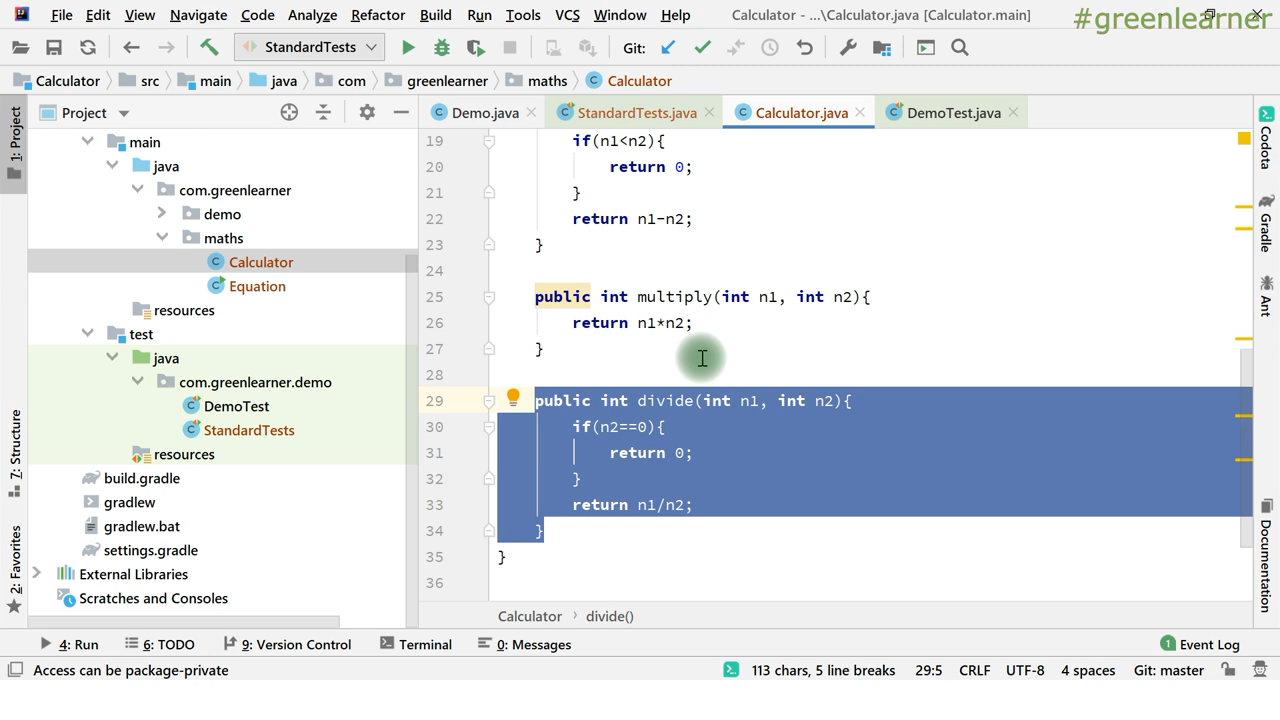 File Edit View Navigate Code Analyze Refactor Build Run Tools VCS Window Help Calculator - ...\Calculator.java [Calculator.main]
#greenlearner
StandardTests Git:
Calculator src main java com greenlearner maths Calculator
Project
Demo.java StandardTests.java Calculator.java DemoTest.java
1: Project
7: Structure
2: Favorites
main
java
com.greenlearner
demo
maths
Calculator
Equation
resources
test
java
com.greenlearner.demo
DemoTest
StandardTests
resources
build.gradle
gradlew
gradlew.bat
settings.gradle
External Libraries
Scratches and Consoles
19 if(n1<n2){
20 return 0;
21 }
22 return n1-n2;
23 }
24
25 public int multiply(int n1, int n2){
26 return n1*n2;
27 }
28
29 public int divide(int n1, int n2){
30 if(n2==0){
31 return 0;
32 }
33 return n1/n2;
34 }
35 }
36
Calculator divide()
Codota
Gradle
Ant
Documentation
4: Run 6: TODO 9: Version Control Terminal 0: Messages 1 Event Log
Access can be package-private 113 chars, 5 line breaks 29:5 CRLF UTF-8 4 spaces Git: master